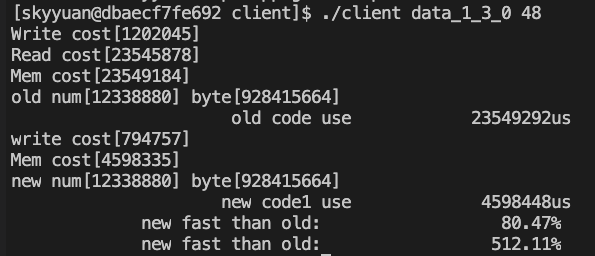 [skyyuan@dbaecf7fe692 client]$ ./client data_1_3_0 48
Write cost[1202045]
Read cost[23545878]
Mem cost[23549184]
old num[12338880] byte[928415664]
old code use 23549292us
write cost[794757]
Mem cost[4598335]
new num[12338880] byte[928415664]
new code1 use 4598448us
new fast than old: 80.47%
new fast than old: 512.11%